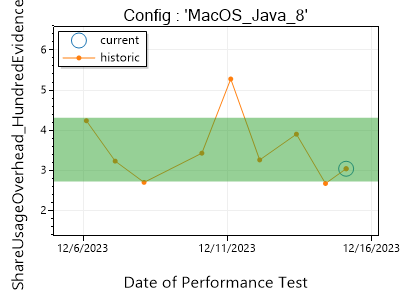 Config : 'MacOS_Java_8'
current
historic
6
5
4
3
2
ShareUsageOverhead_HundredEvidence
12/6/2023
12/11/2023
12/16/2023
Date of Performance Test